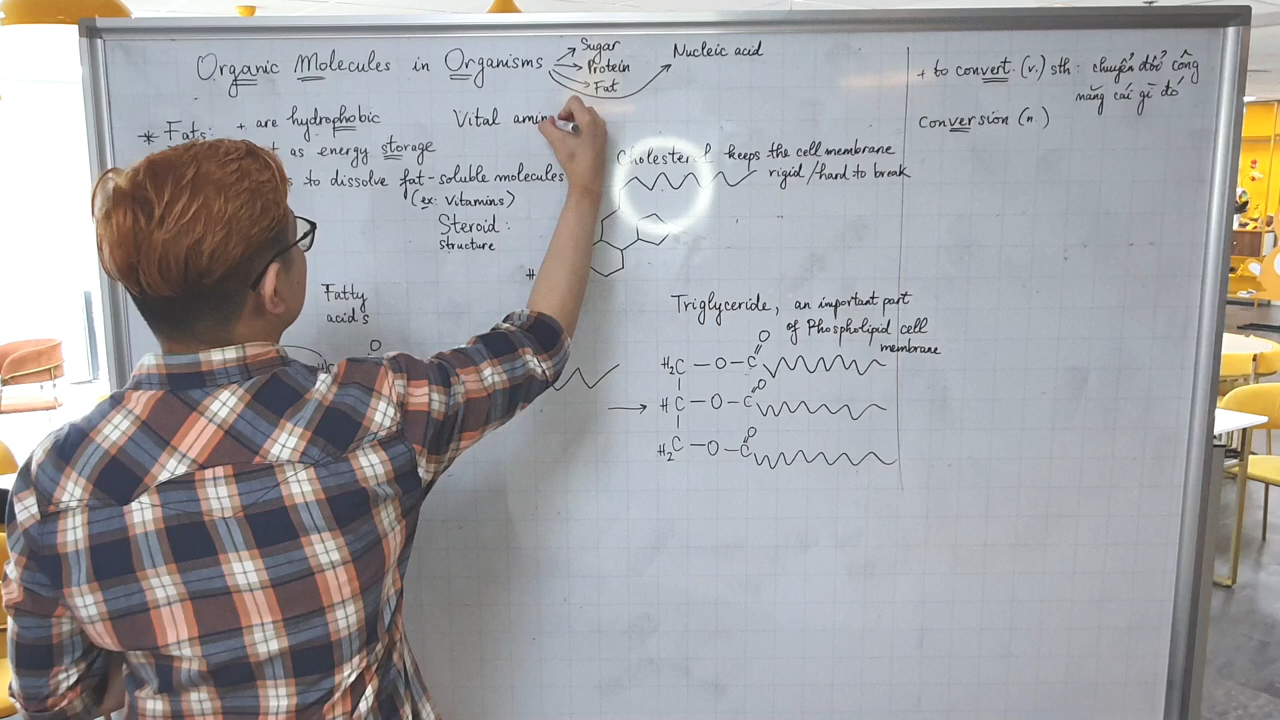 Organic Molecules in Organisms
Sugar
Protein
Fat
Nucleic acid
* Fats: + are hydrophobic
as energy storage
to dissolve fat-soluble molecules
(ex: vitamins)
Vital amin
Steroid:
structure
Cholesterol keeps the cell membrane
rigid/hard to break
Fatty
acids
O
Triglyceride, an important part
of Phospholipid cell
membrane
O
H₂C — O — C
O
HC — O — C
O
H₂C — O — C
+ to convert (v.) sth: chuyển đổi công
năng cái gì đó
conversion (n.)